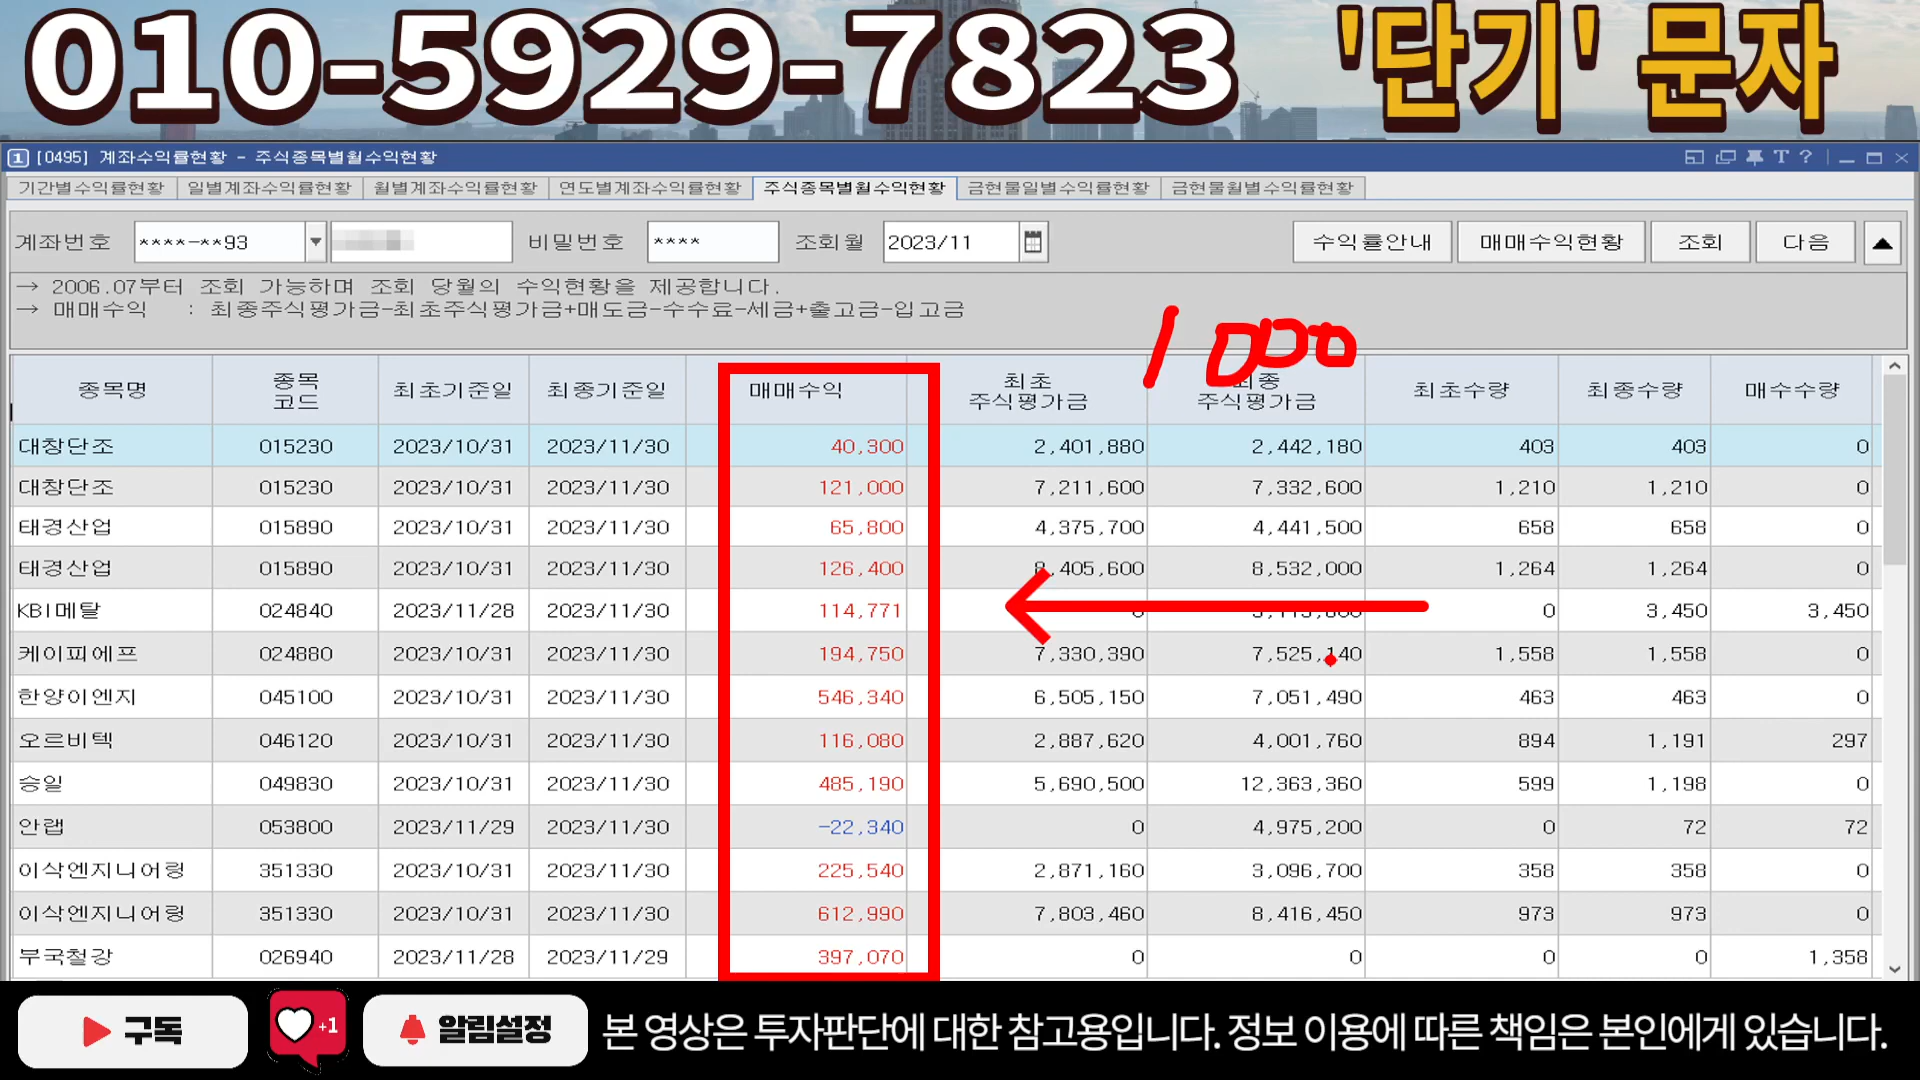 010-5929-7823 '단기' 문자
1 [0495] 계좌수익률현황 - 주식종목별월수익현황
기간별수익률현황 일별계좌수익률현황 월별계좌수익률현황 연도별계좌수익률현황 주식종목별월수익현황 금현물일별수익률현황 금현물월별수익률현황
계좌번호 ****-**93 비밀번호 **** 조회월 2023/11 수익률안내 매매수익현황 조회 다음
→ 2006.07부터 조회 가능하며 조회 당월의 수익현황을 제공합니다.
→ 매매수익 : 최종주식평가금-최초주식평가금+매도금-수수료-세금+출고금-입고금
1000
종목명 종목코드 최초기준일 최종기준일 매매수익 최초주식평가금 최종주식평가금 최초수량 최종수량 매수수량
대창단조 015230 2023/10/31 2023/11/30 40,300 2,401,880 2,442,180 403 403 0
대창단조 015230 2023/10/31 2023/11/30 121,000 7,211,600 7,332,600 1,210 1,210 0
태경산업 015890 2023/10/31 2023/11/30 65,800 4,375,700 4,441,500 658 658 0
태경산업 015890 2023/10/31 2023/11/30 126,400 8,405,600 8,532,000 1,264 1,264 0
KBI메탈 024840 2023/11/28 2023/11/30 114,771 0 0 3,450 3,450
케이피에프 024880 2023/10/31 2023/11/30 194,750 7,330,390 7,525,140 1,558 1,558 0
한양이엔지 045100 2023/10/31 2023/11/30 546,340 6,505,150 7,051,490 463 463 0
오르비텍 046120 2023/10/31 2023/11/30 116,080 2,887,620 4,001,760 894 1,191 297
승일 049830 2023/10/31 2023/11/30 485,190 5,690,500 12,363,360 599 1,198 0
안랩 053800 2023/11/29 2023/11/30 -22,340 0 4,975,200 0 72 72
이삭엔지니어링 351330 2023/10/31 2023/11/30 225,540 2,871,160 3,096,700 358 358 0
이삭엔지니어링 351330 2023/10/31 2023/11/30 612,990 7,803,460 8,416,450 973 973 0
부국철강 026940 2023/11/28 2023/11/29 397,070 0 0 0 0 1,358
구독 +1 알림설정 본 영상은 투자판단에 대한 참고용입니다. 정보 이용에 따른 책임은 본인에게 있습니다.